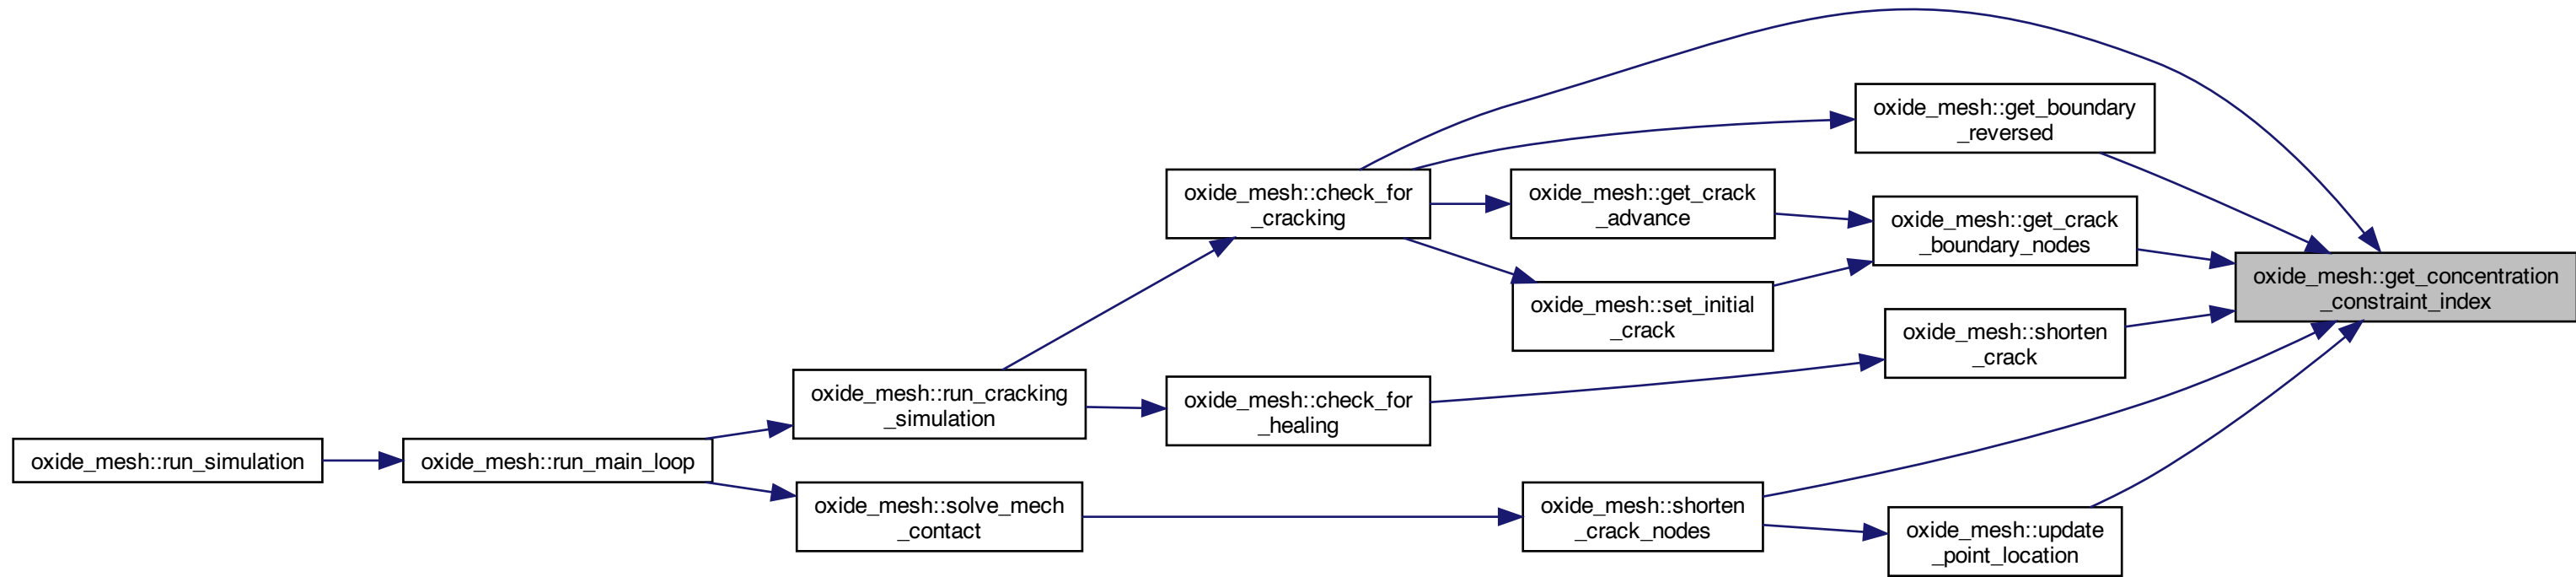 oxide_mesh::run_simulation
oxide_mesh::run_main_loop
oxide_mesh::run_cracking
_simulation
oxide_mesh::solve_mech
_contact
oxide_mesh::check_for
_cracking
oxide_mesh::check_for
_healing
oxide_mesh::get_crack
_advance
oxide_mesh::set_initial
_crack
oxide_mesh::shorten
_crack_nodes
oxide_mesh::get_boundary
_reversed
oxide_mesh::get_crack
_boundary_nodes
oxide_mesh::shorten
_crack
oxide_mesh::update
_point_location
oxide_mesh::get_concentration
_constraint_index